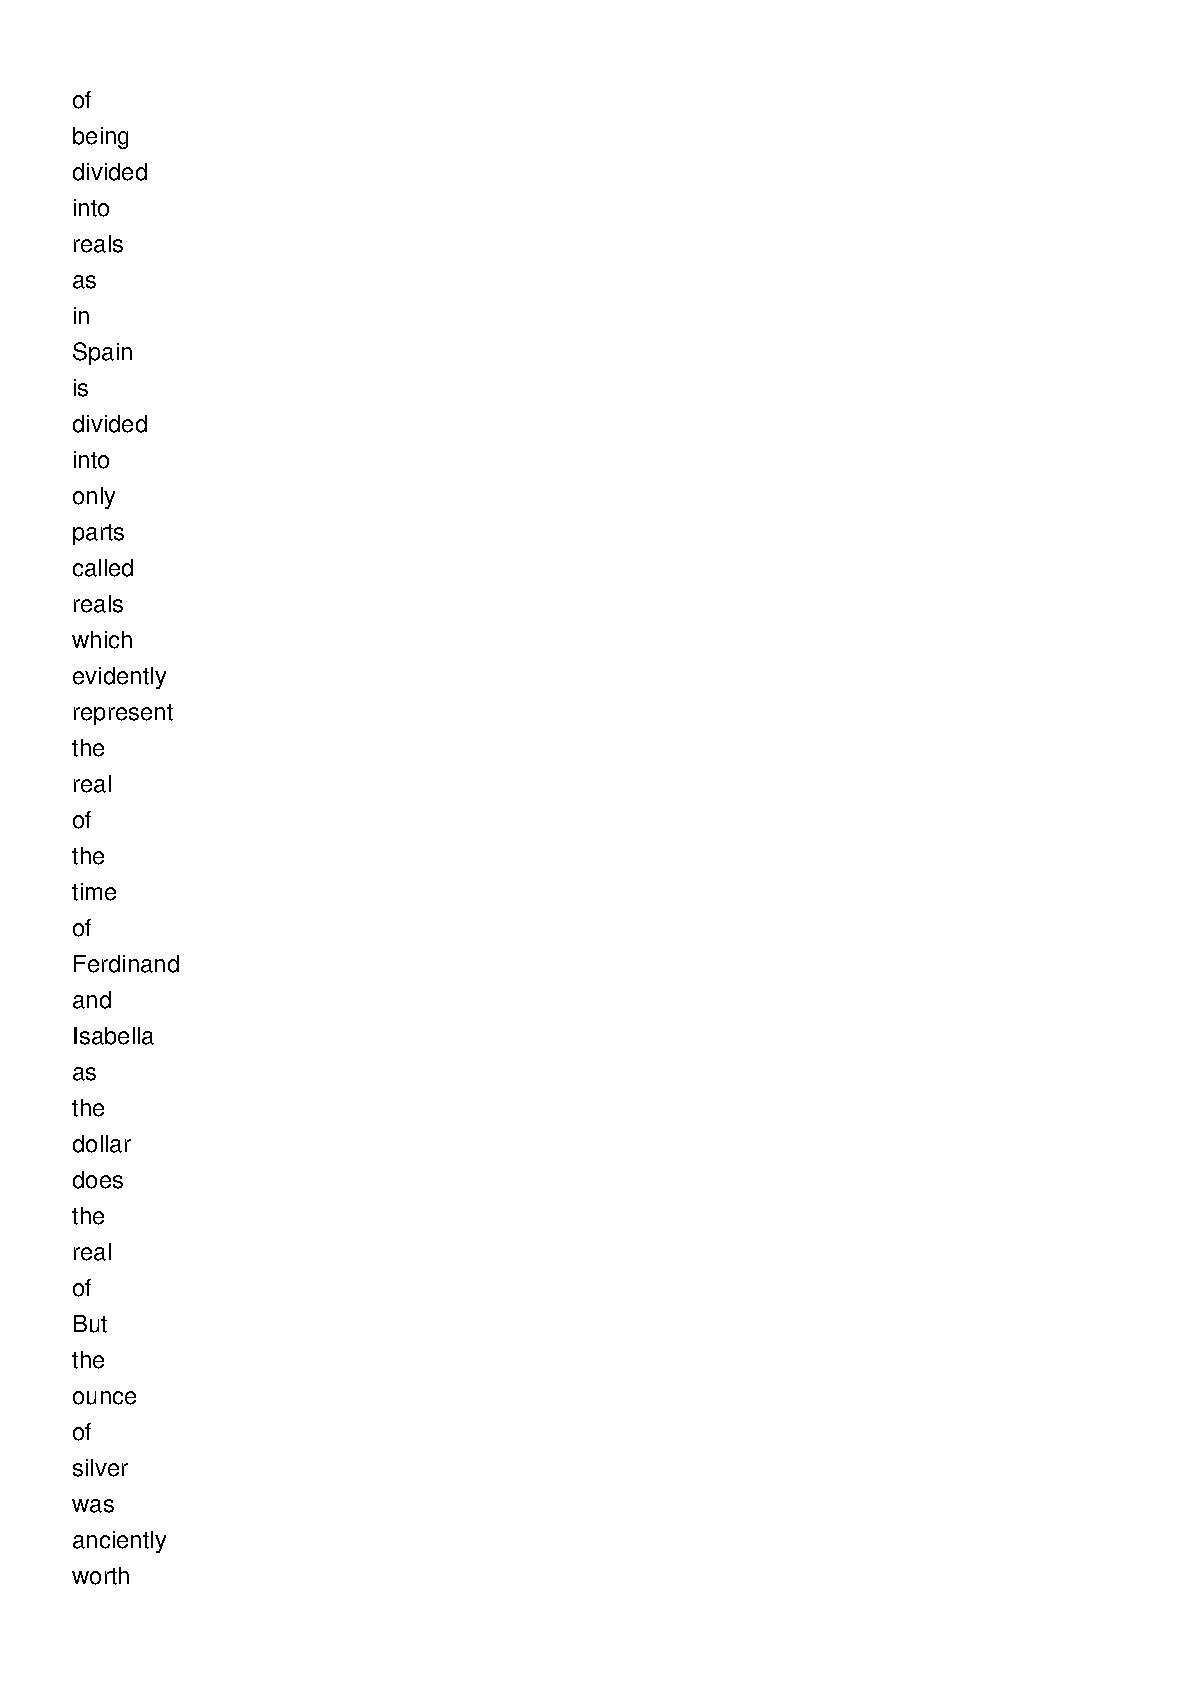 of
being
divided
into
reals
as
in
Spain
is
divided
into
only
parts
called
reals
which
evidently
represent
the
real
of
the
time
of
Ferdinand
and
Isabella
as
the
dollar
does
the
real
of
But
the
ounce
of
silver
was
anciently
worth